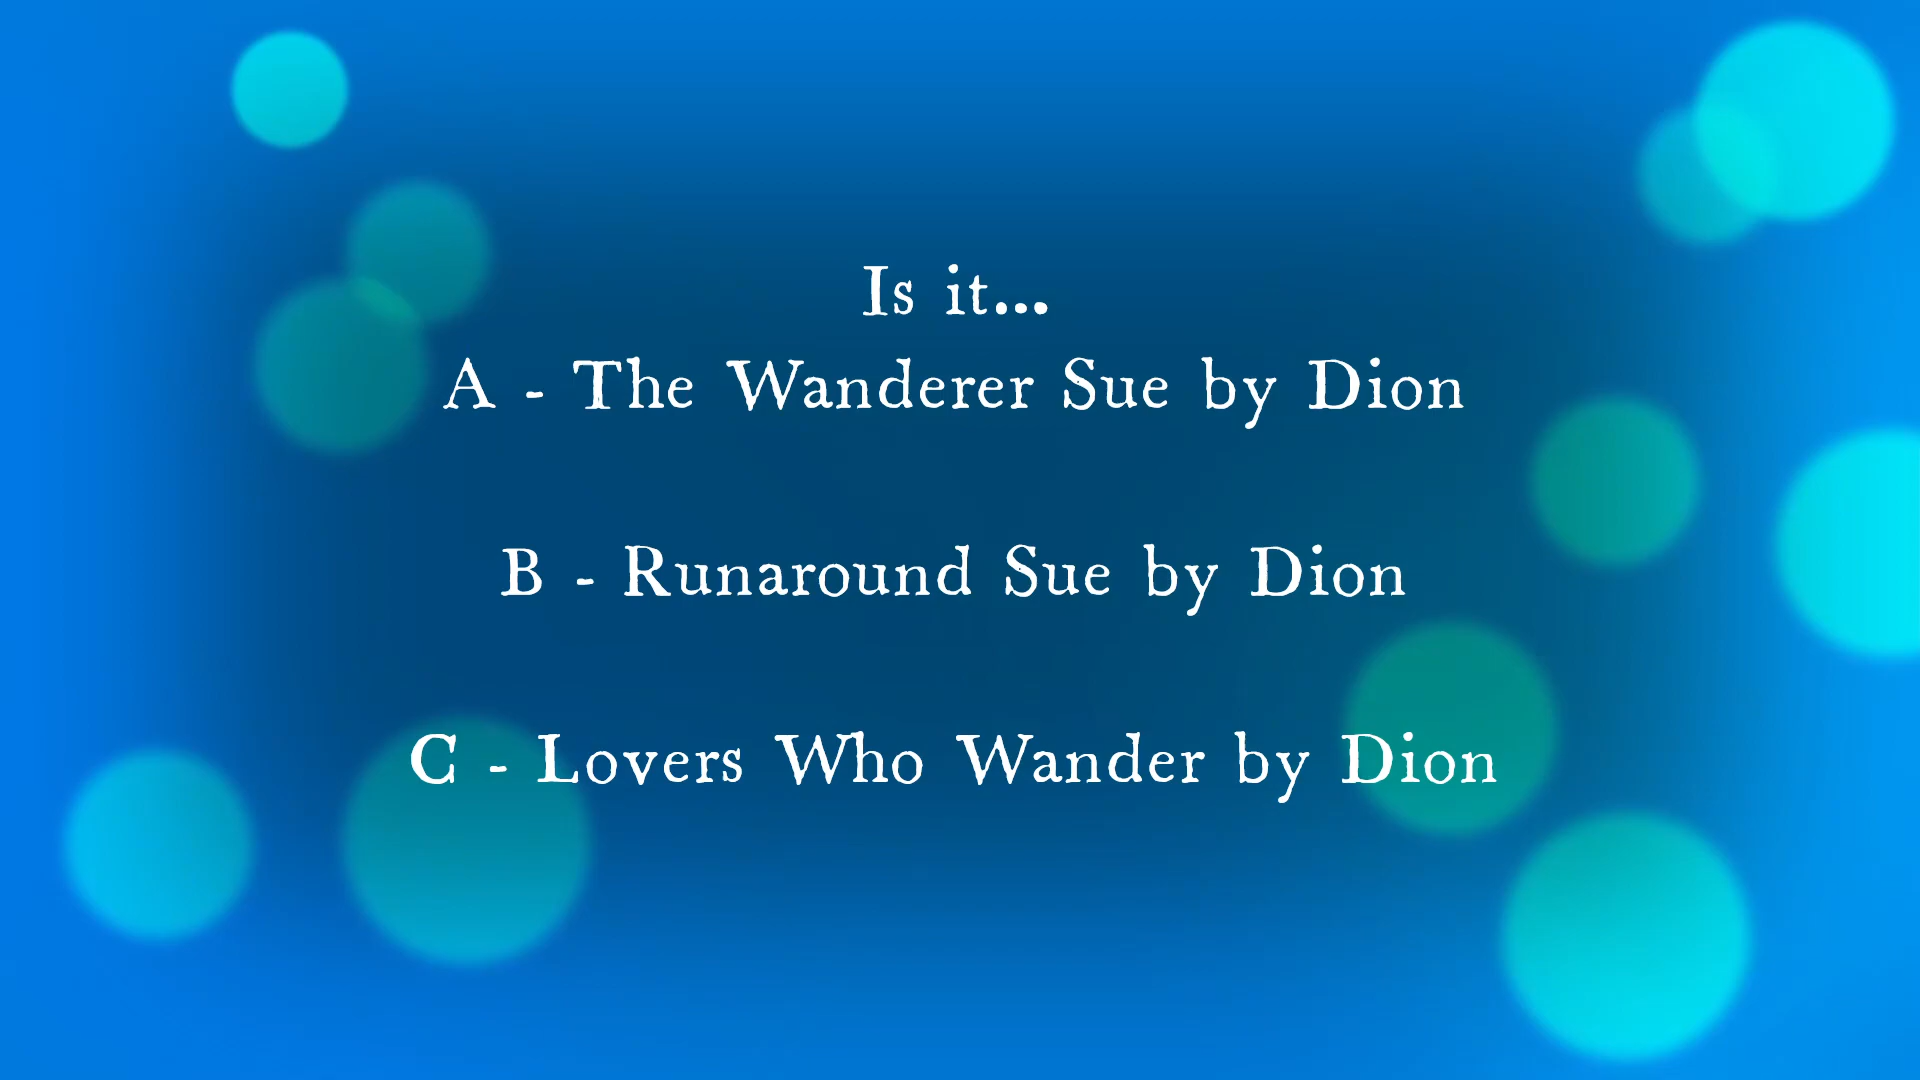 Is it...
A - The Wanderer Sue by Dion
B - Runaround Sue by Dion
C - Lovers Who Wander by Dion